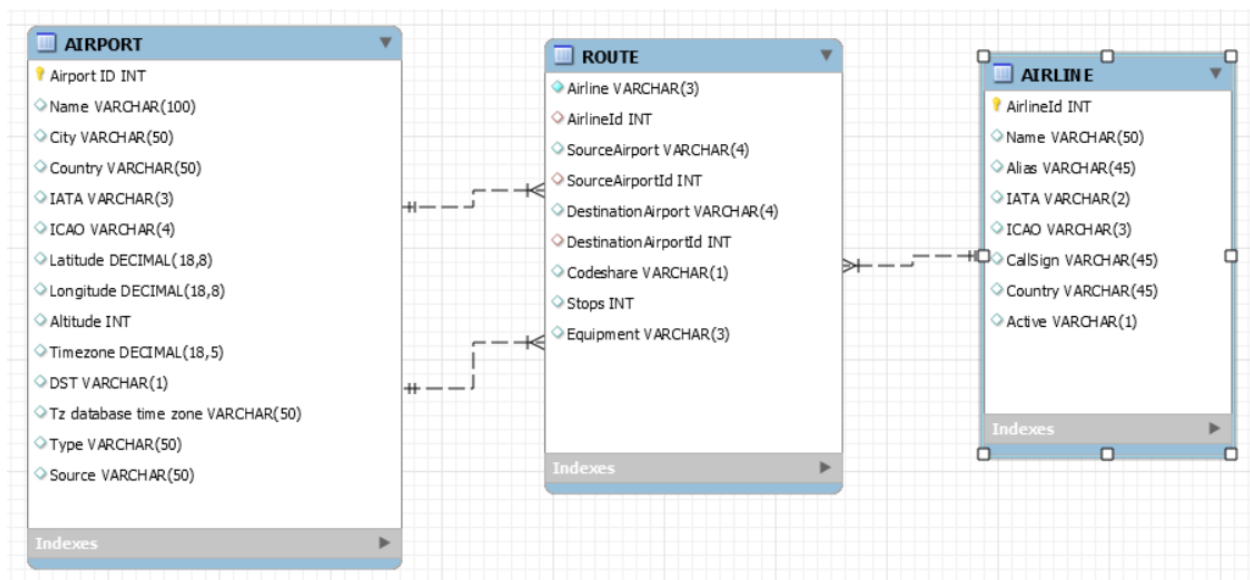 AIRPORT
Airport ID INT
Name VARCHAR(100)
City VARCHAR(50)
Country VARCHAR(50)
IATA VARCHAR(3)
ICAO VARCHAR(4)
Latitude DECIMAL(18,8)
Longitude DECIMAL(18,8)
Altitude INT
Timezone DECIMAL(18,5)
DST VARCHAR(1)
Tz database time zone VARCHAR(50)
Type VARCHAR(50)
Source VARCHAR(50)
Indexes
ROUTE
Airline VARCHAR(3)
AirlineId INT
SourceAirport VARCHAR(4)
SourceAirportId INT
DestinationAirport VARCHAR(4)
DestinationAirportId INT
Codeshare VARCHAR(1)
Stops INT
Equipment VARCHAR(3)
Indexes
AIRLINE
AirlineId INT
Name VARCHAR(50)
Alias VARCHAR(45)
IATA VARCHAR(2)
ICAO VARCHAR(3)
CallSign VARCHAR(45)
Country VARCHAR(45)
Active VARCHAR(1)
Indexes